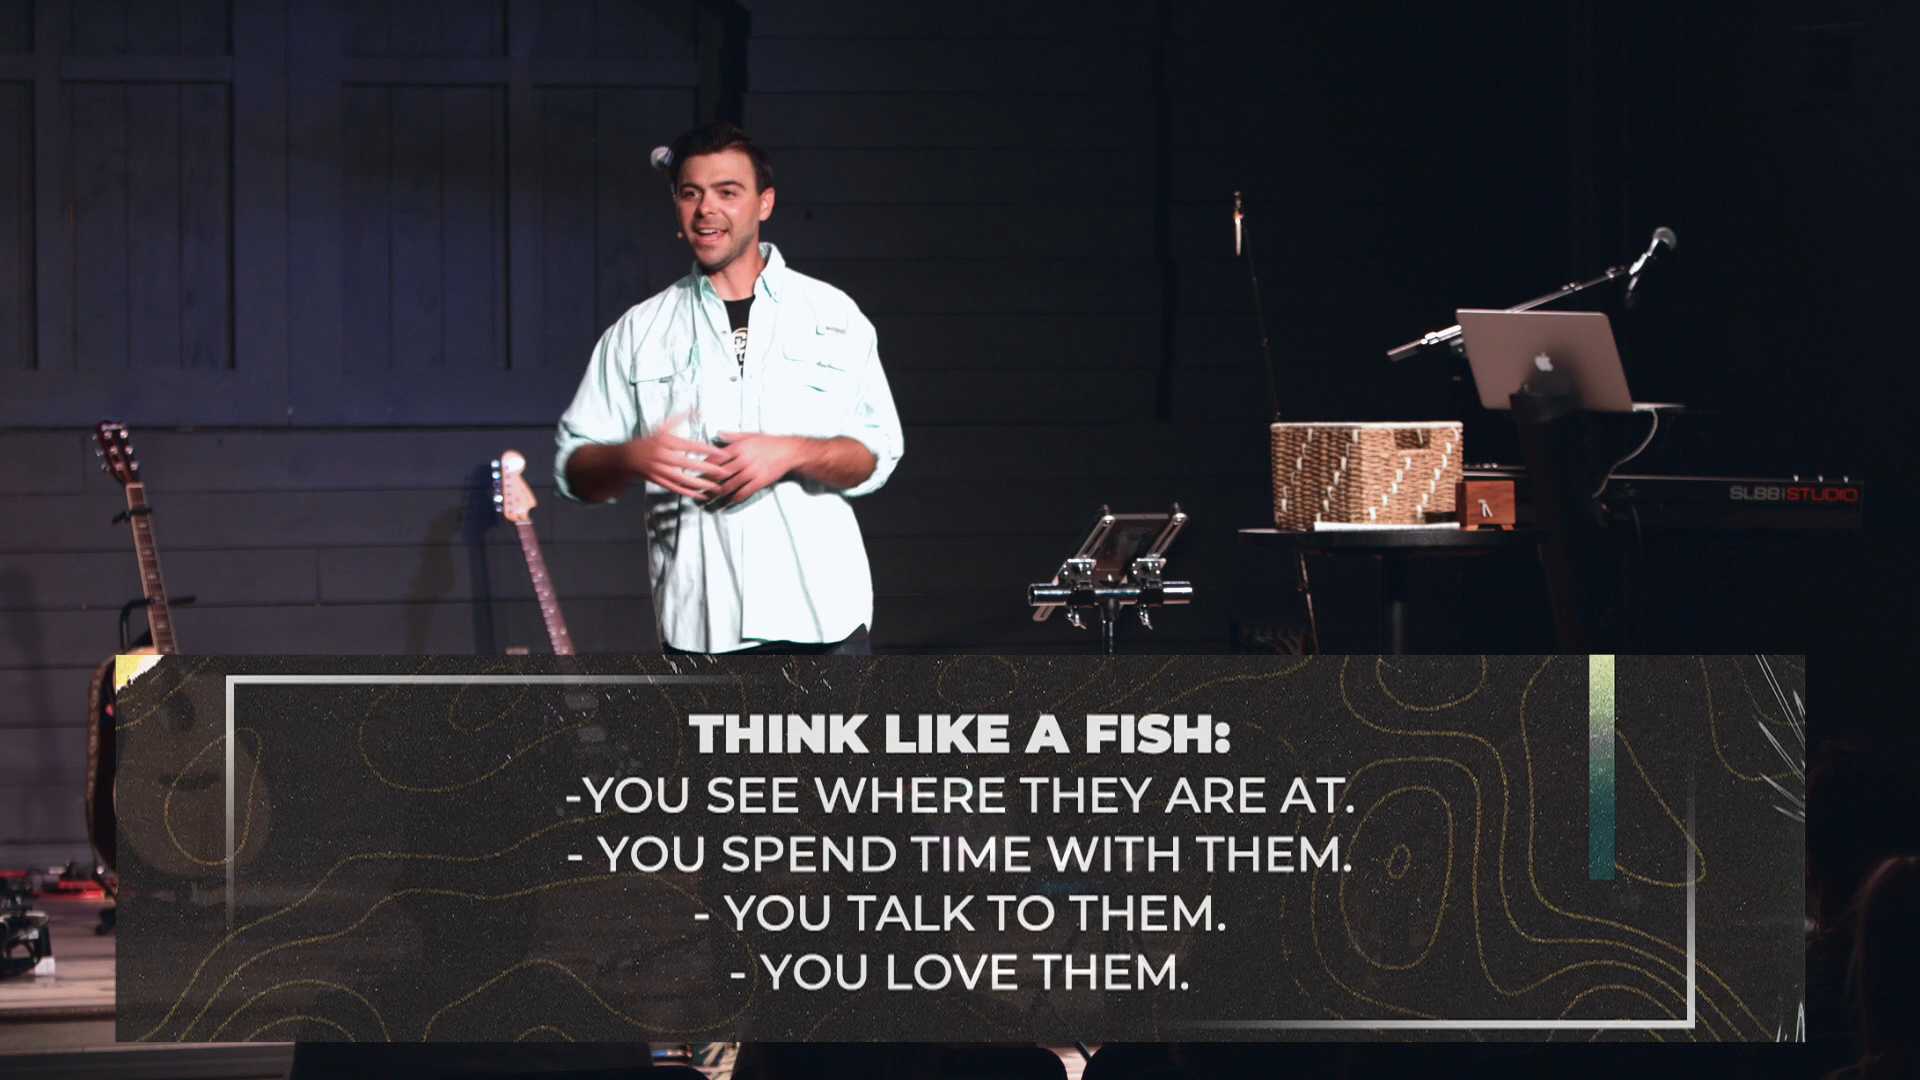 SL88|STUDIO
THINK LIKE A FISH:
-YOU SEE WHERE THEY ARE AT.
- YOU SPEND TIME WITH THEM.
- YOU TALK TO THEM.
- YOU LOVE THEM.